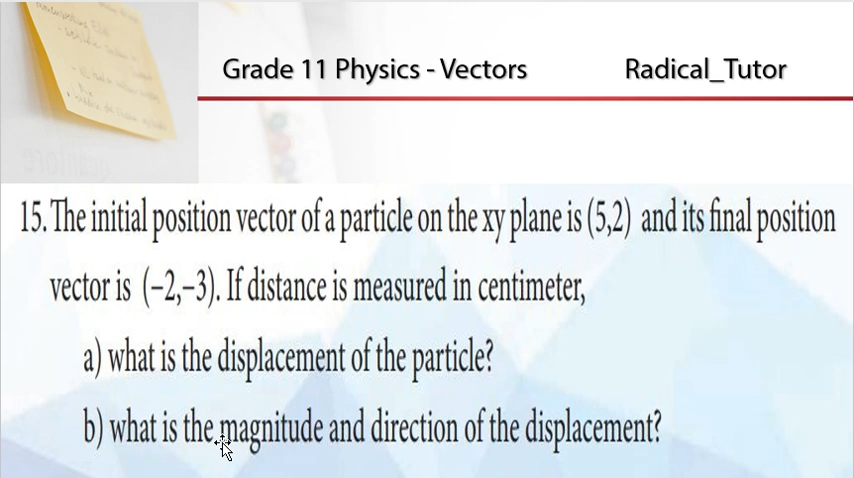 Grade 11 Physics - Vectors Radical_Tutor
15. The initial position vector of a particle on the xy plane is (5,2) and its final position
vector is (−2,−3). If distance is measured in centimeter,
a) what is the displacement of the particle?
b) what is the magnitude and direction of the displacement?